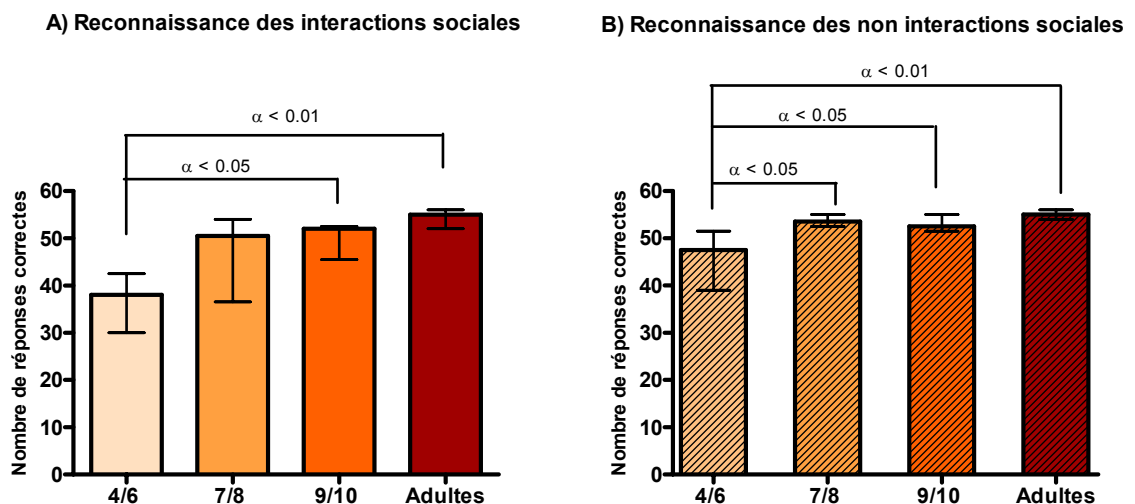 A) Reconnaissance des interactions sociales
α < 0.01
α < 0.05
Nombre de réponses correctes
60
50
40
30
20
10
0
4/6 7/8 9/10 Adultes
B) Reconnaissance des non interactions sociales
α < 0.01
α < 0.05
α < 0.05
Nombre de réponses correctes
60
50
40
30
20
10
0
4/6 7/8 9/10 Adultes